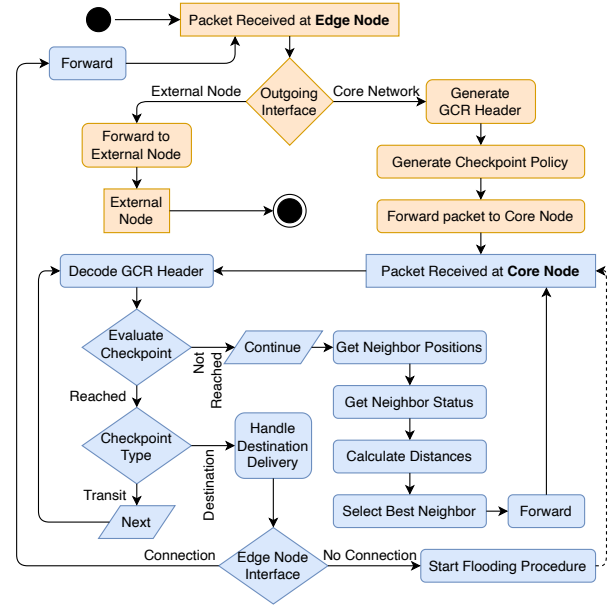 Packet Received at Edge Node
Forward
Outgoing
Interface
External Node
Core Network
Generate
GCR Header
Forward to
External Node
Generate Checkpoint Policy
External
Node
Forward packet to Core Node
Decode GCR Header
Packet Received at Core Node
Evaluate
Checkpoint
Not
Reached
Continue
Get Neighbor Positions
Reached
Get Neighbor Status
Checkpoint
Type
Destination
Handle
Destination
Delivery
Calculate Distances
Transit
Next
Select Best Neighbor
Forward
Connection
Edge Node
Interface
No Connection
Start Flooding Procedure